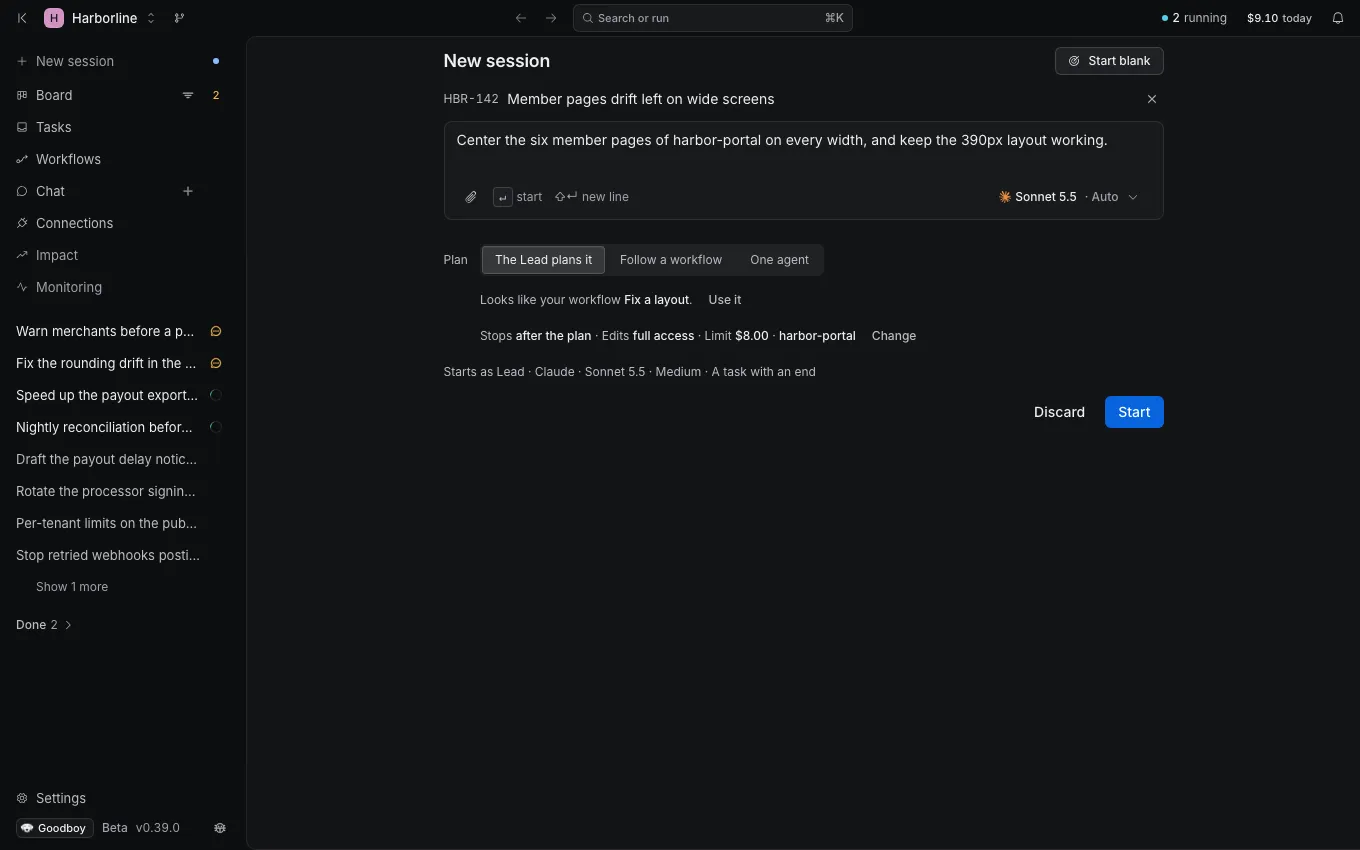 H Harborline
Search or run ⌘K
2 running $9.10 today
New session
Board 2
Tasks
Workflows
Chat
Connections
Impact
Monitoring
Warn merchants before a p...
Fix the rounding drift in the ...
Speed up the payout export...
Nightly reconciliation befor...
Draft the payout delay notic...
Rotate the processor signin...
Per-tenant limits on the pub...
Stop retried webhooks posti...
Show 1 more
Done 2
Settings
Goodboy Beta v0.39.0
New session
Start blank
HBR-142 Member pages drift left on wide screens
Center the six member pages of harbor-portal on every width, and keep the 390px layout working.
↵ start ⇧↵ new line
Sonnet 5.5 · Auto
Plan The Lead plans it Follow a workflow One agent
Looks like your workflow Fix a layout. Use it
Stops after the plan · Edits full access · Limit $8.00 · harbor-portal Change
Starts as Lead · Claude · Sonnet 5.5 · Medium · A task with an end
Discard Start